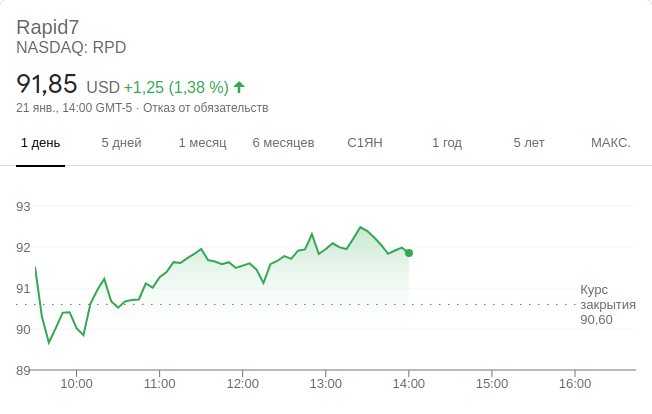 Rapid7
NASDAQ: RPD
91,85 USD +1,25 (1,38 %)
21 янв., 14:00 GMT-5 · Отказ от обязательств
1 день 5 дней 1 месяц 6 месяцев С1ЯН 1 год 5 лет МАКС.
93
92
91
90
89
Курс
закрытия
90,60
10:00 11:00 12:00 13:00 14:00 15:00 16:00